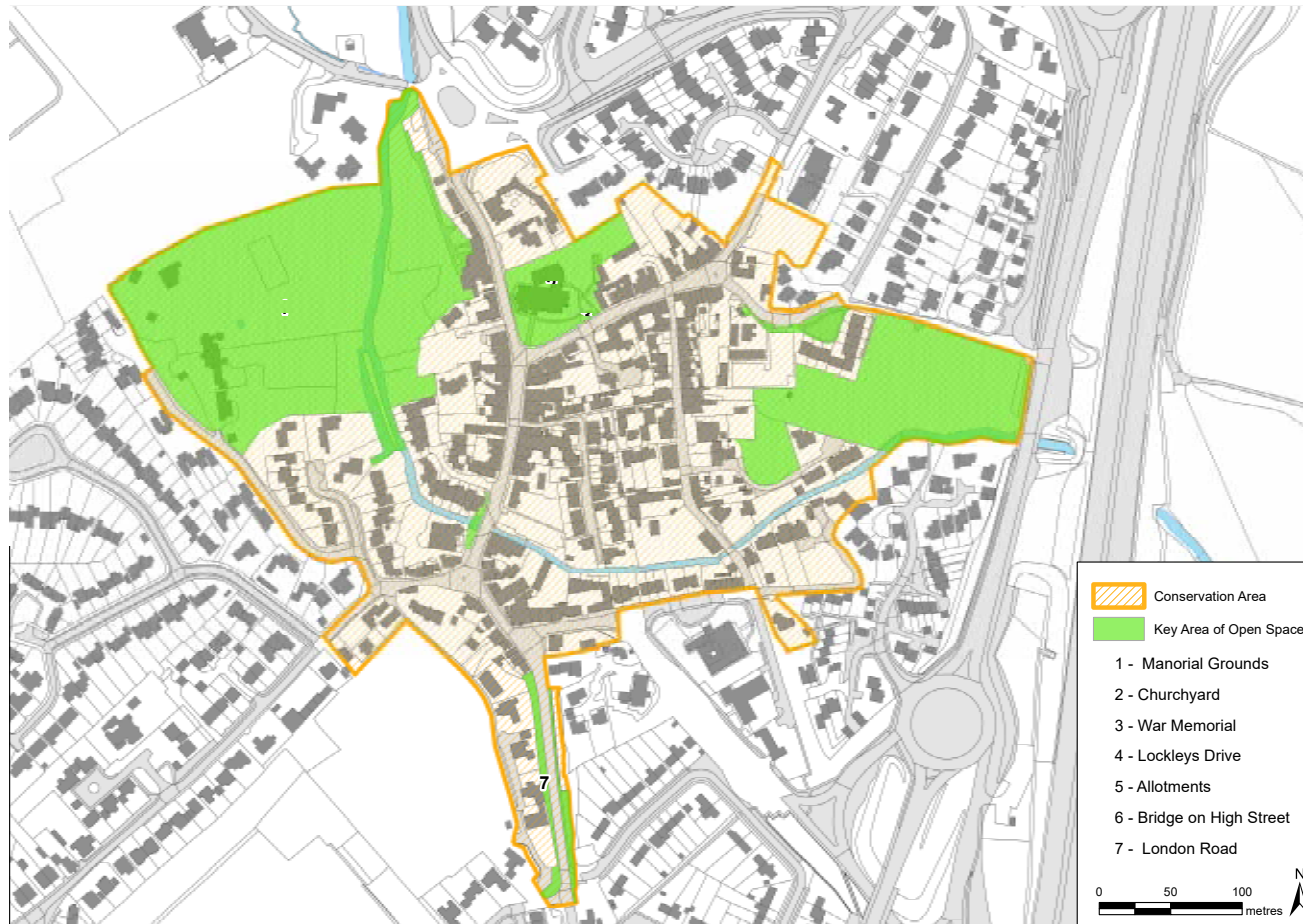 7
Conservation Area
Key Area of Open Space
1 - Manorial Grounds
2 - Churchyard
3 - War Memorial
4 - Lockleys Drive
5 - Allotments
6 - Bridge on High Street
7 - London Road
N
0 50 100
metres